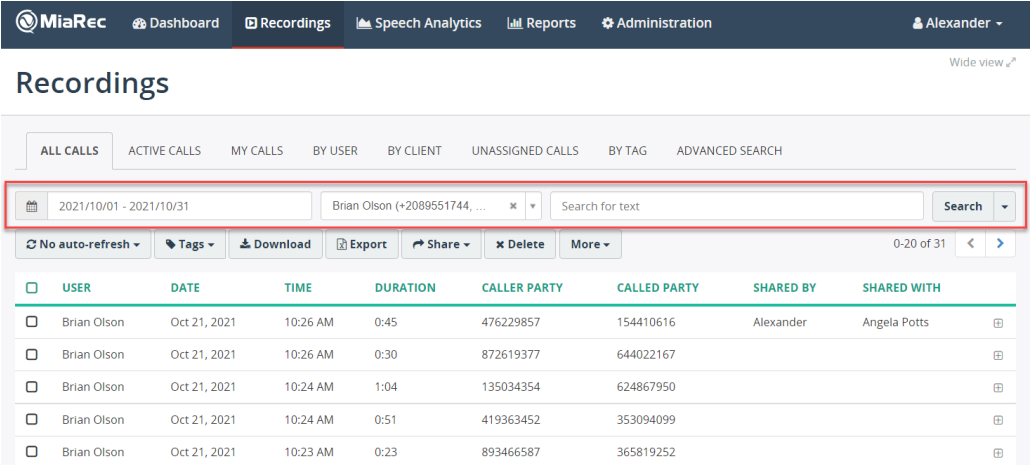 MiaRec Dashboard Recordings Speech Analytics Reports Administration Alexander
Wide view
Recordings
ALL CALLS ACTIVE CALLS MY CALLS BY USER BY CLIENT UNASSIGNED CALLS BY TAG ADVANCED SEARCH
2021/10/01 - 2021/10/31 Brian Olson (+2089551744, ... Search for text Search
No auto-refresh Tags Download Export Share Delete More 0-20 of 31
USER DATE TIME DURATION CALLER PARTY CALLED PARTY SHARED BY SHARED WITH
Brian Olson Oct 21, 2021 10:26 AM 0:45 476229857 154410616 Alexander Angela Potts
Brian Olson Oct 21, 2021 10:26 AM 0:30 872619377 644022167
Brian Olson Oct 21, 2021 10:24 AM 1:04 135034354 624867950
Brian Olson Oct 21, 2021 10:24 AM 0:51 419363452 353094099
Brian Olson Oct 21, 2021 10:23 AM 0:23 893466587 365819252